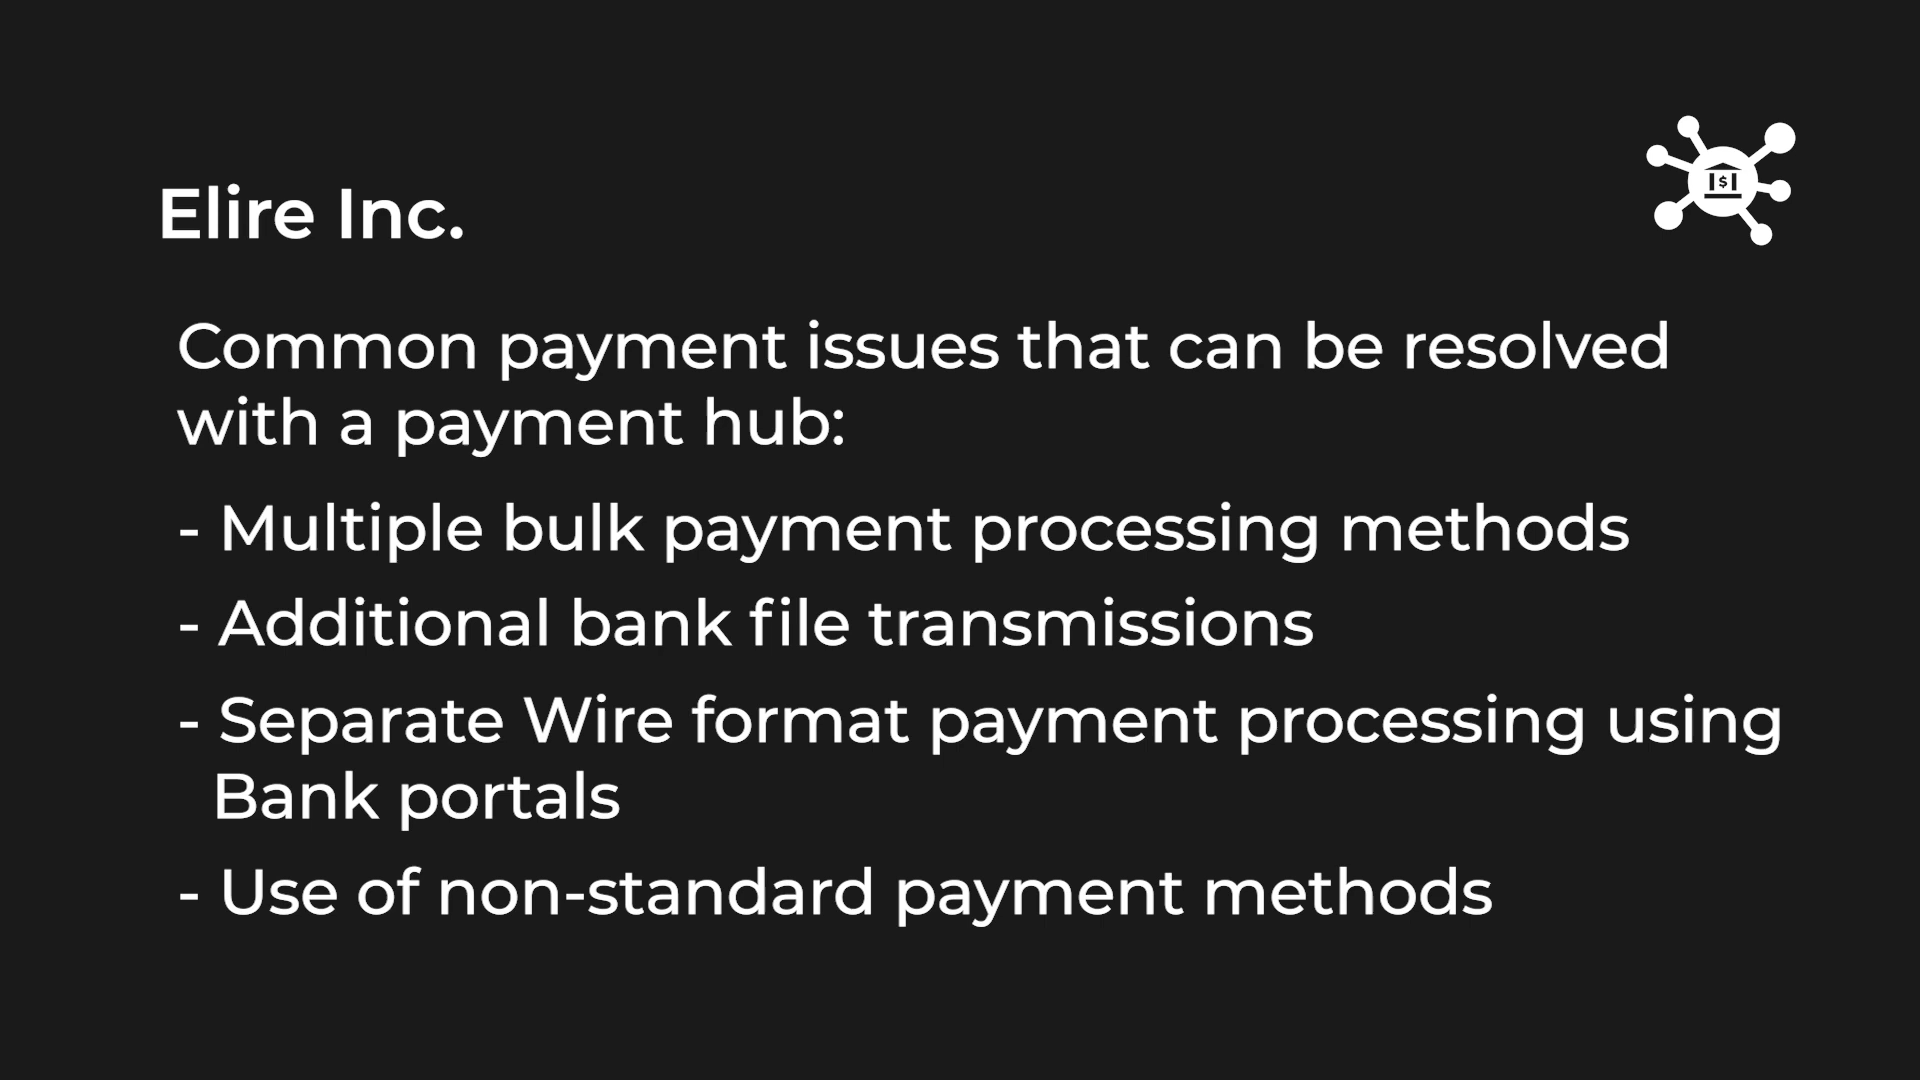 Elire Inc.
$
Common payment issues that can be resolved
with a payment hub:
- Multiple bulk payment processing methods
- Additional bank file transmissions
- Separate Wire format payment processing using
Bank portals
- Use of non-standard payment methods